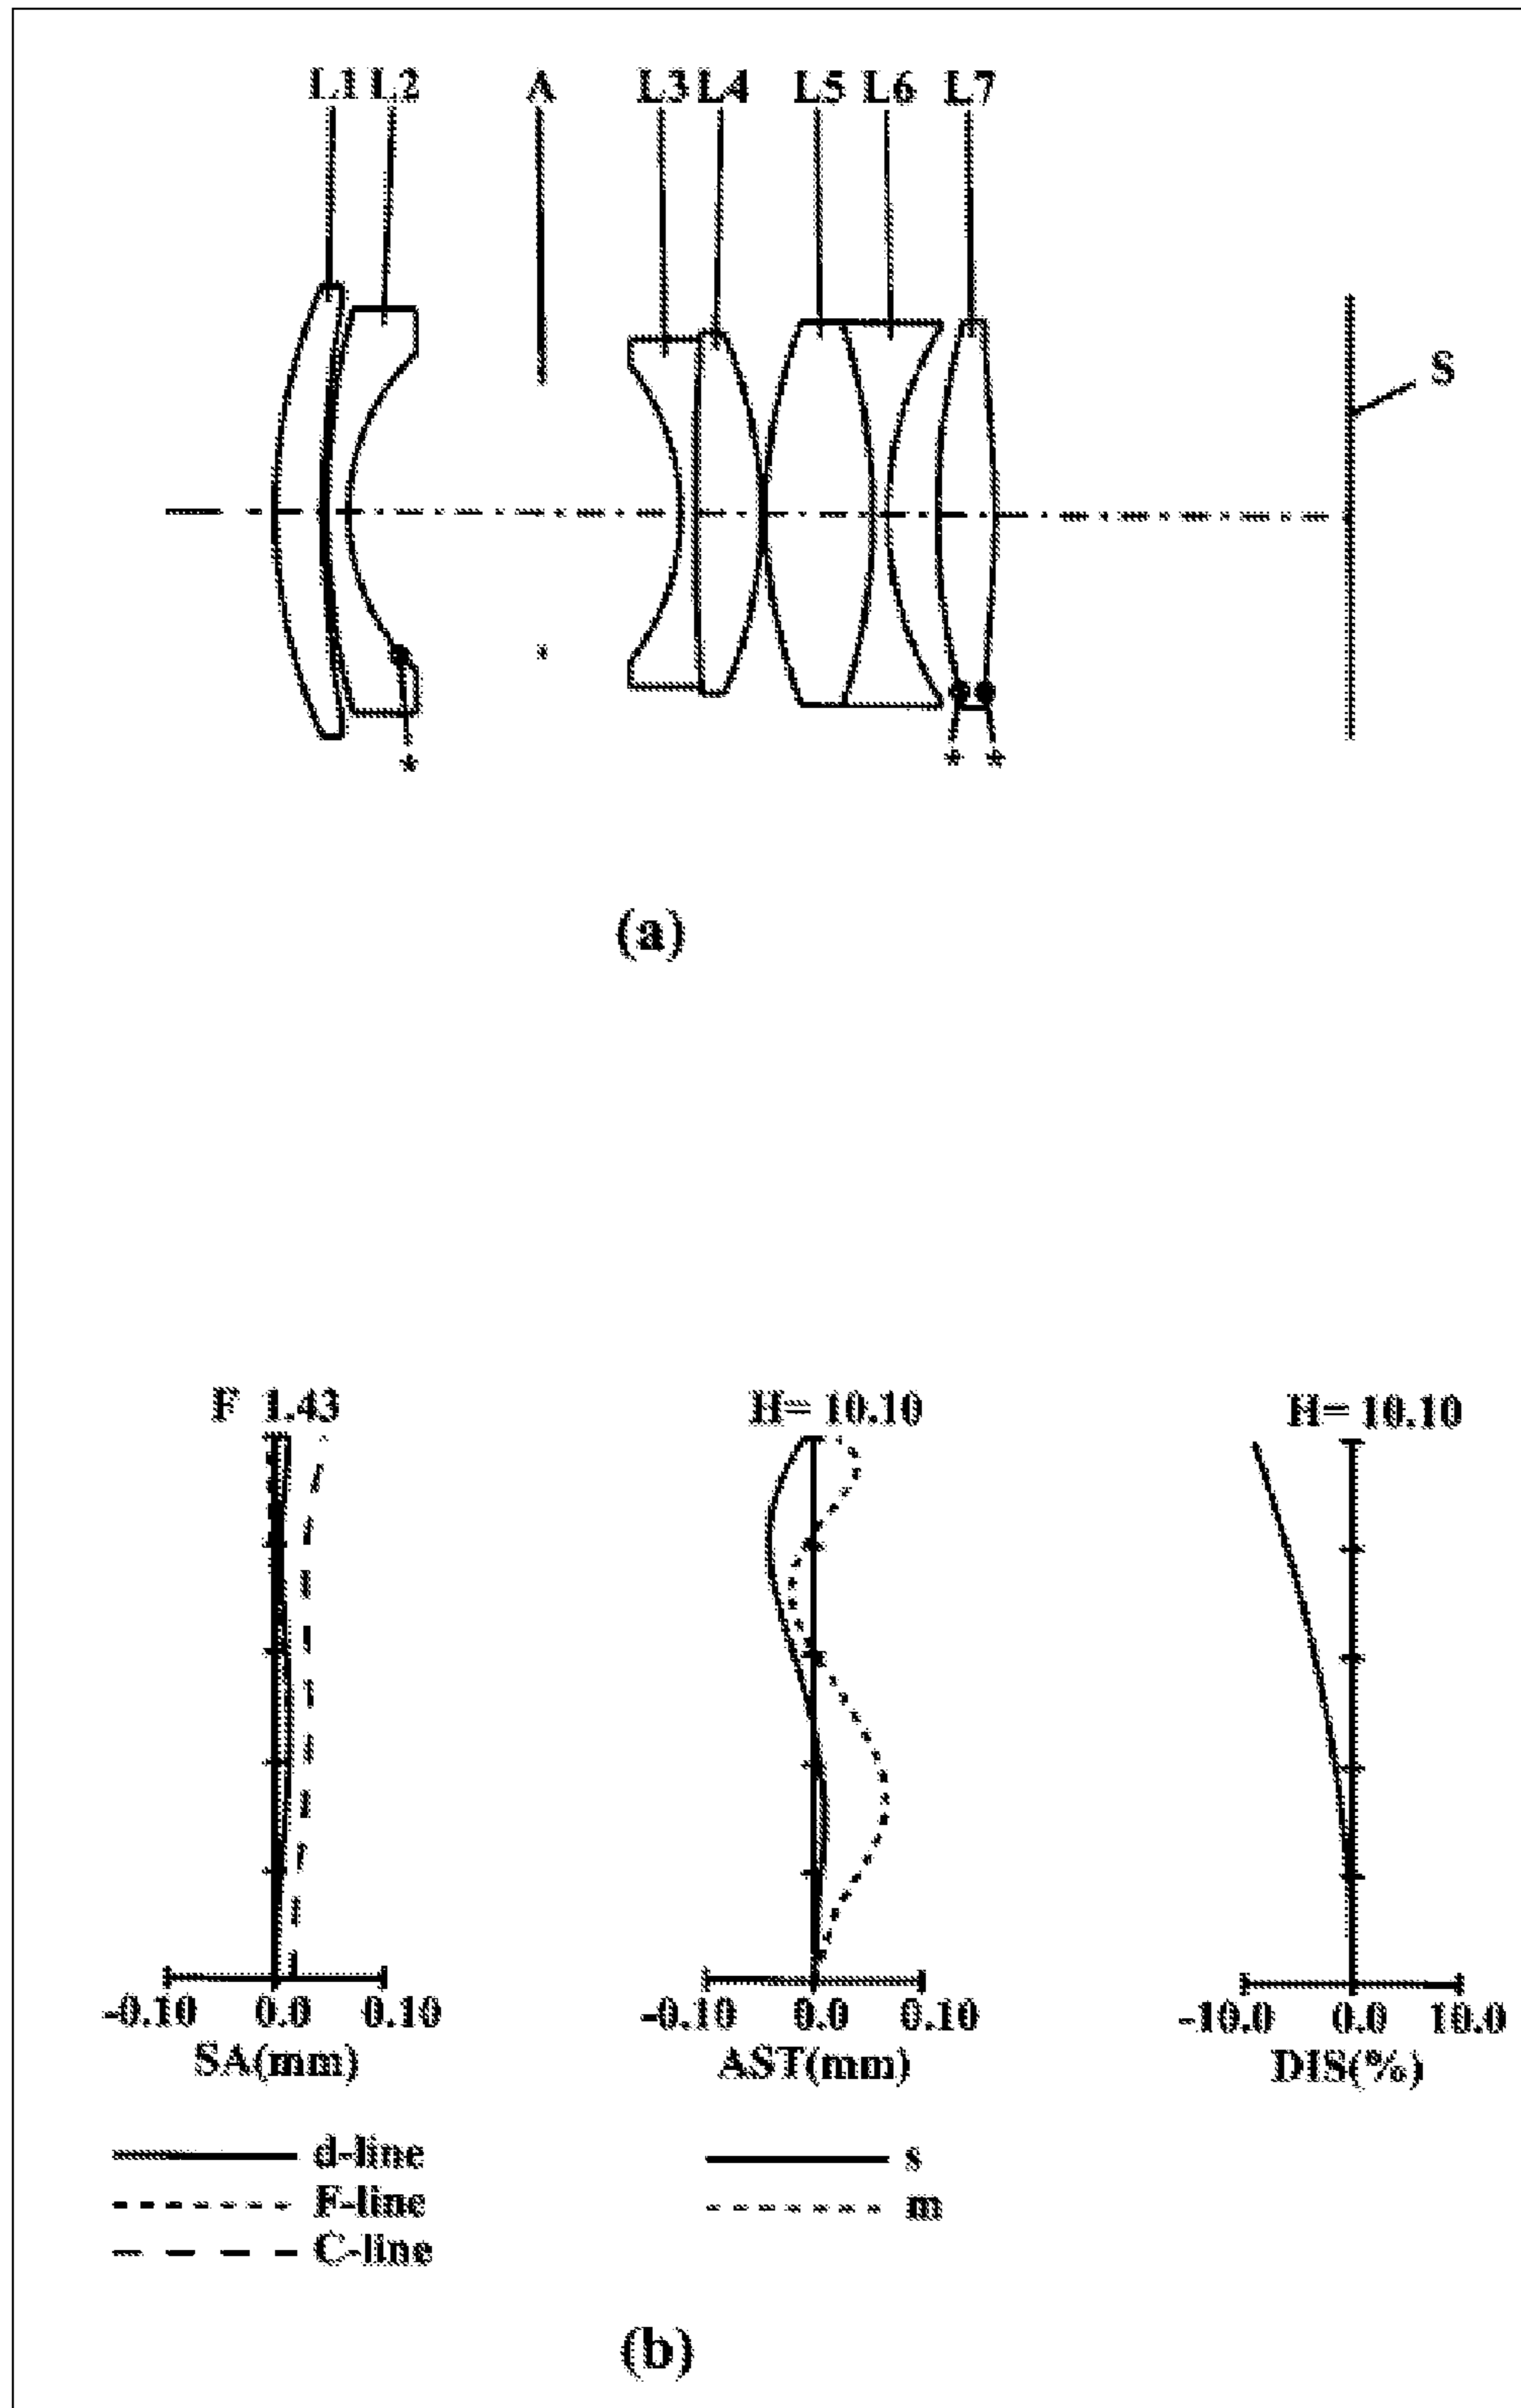 L1 L2 A L3 L4 L5 L6 L7
S
*
* * *
(a)
F 1.43 H= 10.10 H= 10.10
-0.10 0.0 0.10 -0.10 0.0 0.10 -10.0 0.0 10.0
SA(mm) AST(mm) DIS(%)
d-line s
F-line m
C-line
(b)